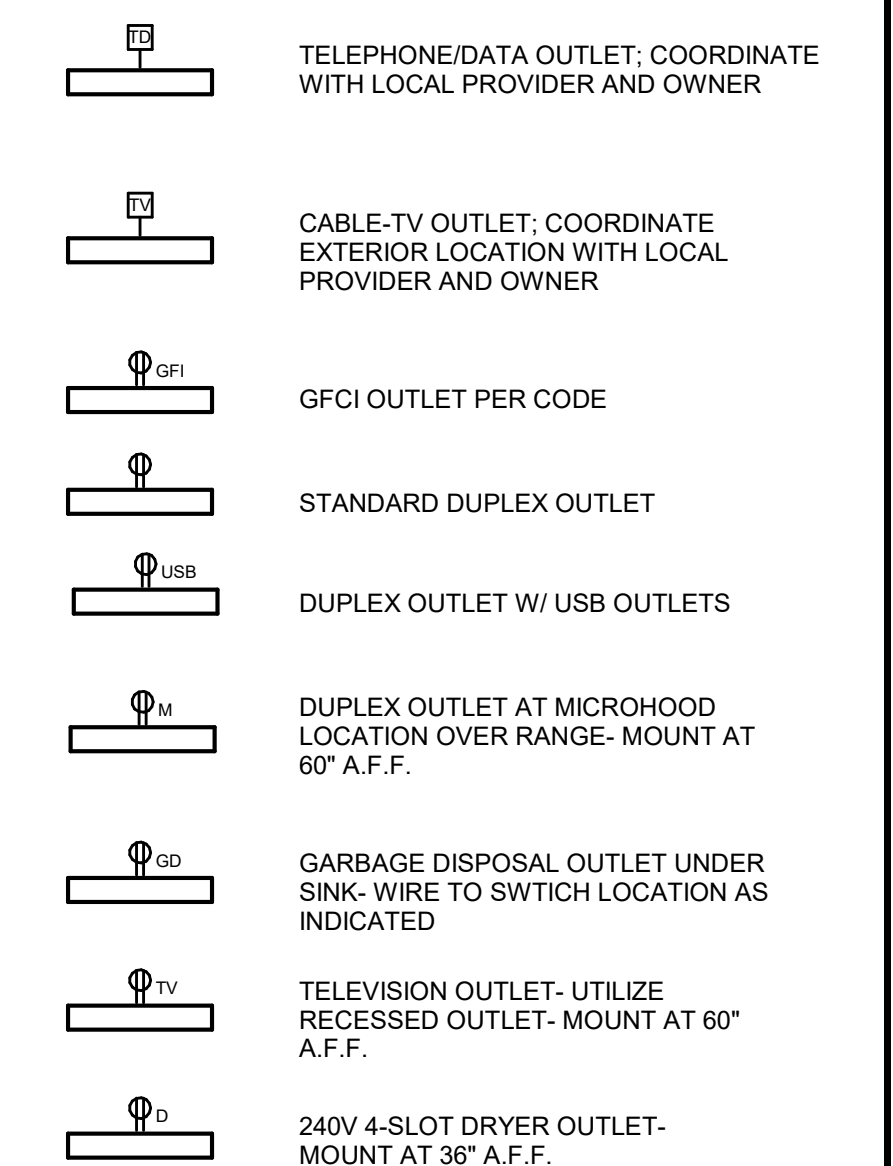 TD
TELEPHONE/DATA OUTLET; COORDINATE
WITH LOCAL PROVIDER AND OWNER
TV
CABLE-TV OUTLET; COORDINATE
EXTERIOR LOCATION WITH LOCAL
PROVIDER AND OWNER
GFI
GFCI OUTLET PER CODE
STANDARD DUPLEX OUTLET
USB
DUPLEX OUTLET W/ USB OUTLETS
M
DUPLEX OUTLET AT MICROHOOD
LOCATION OVER RANGE- MOUNT AT
60" A.F.F.
GD
GARBAGE DISPOSAL OUTLET UNDER
SINK- WIRE TO SWTICH LOCATION AS
INDICATED
TV
TELEVISION OUTLET- UTILIZE
RECESSED OUTLET- MOUNT AT 60"
A.F.F.
D
240V 4-SLOT DRYER OUTLET-
MOUNT AT 36" A.F.F.